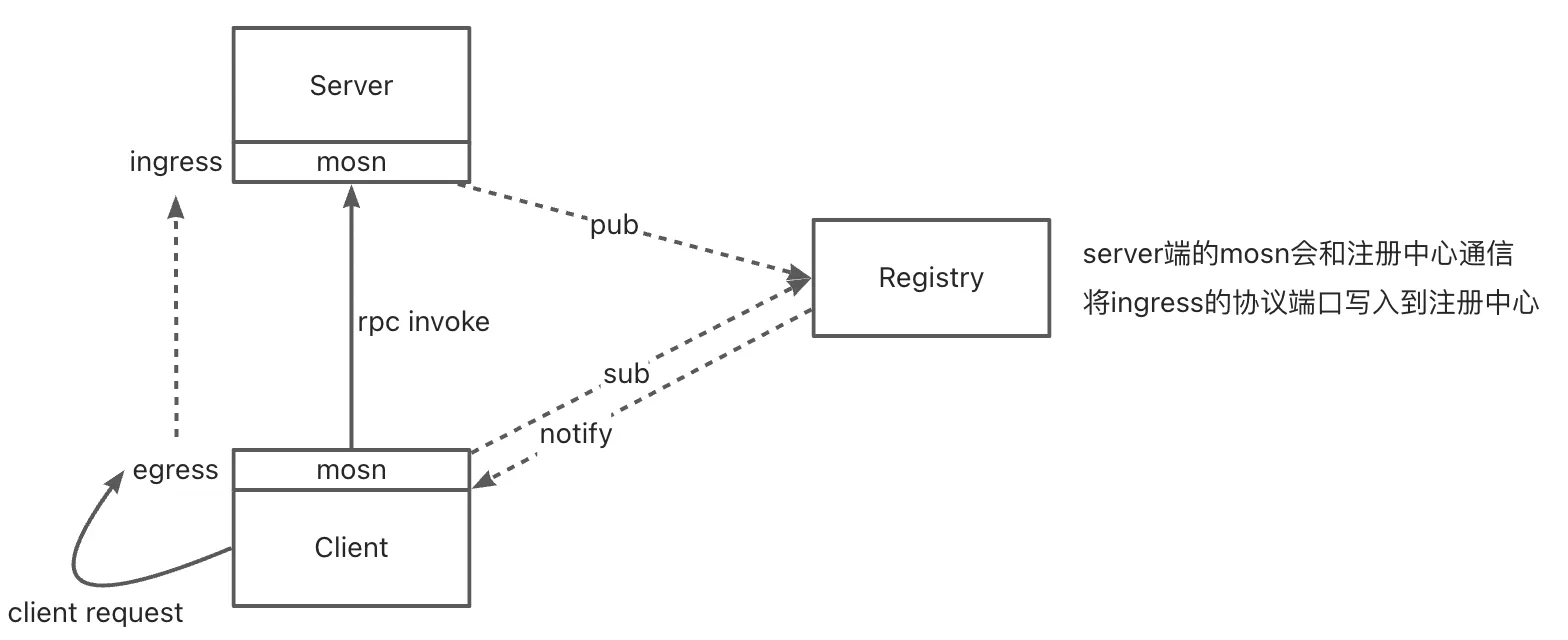 Server
ingress
mosn
pub
Registry
server端的mosn会和注册中心通信
将ingress的协议端口写入到注册中心
rpc invoke
sub
notify
egress
mosn
Client
client request